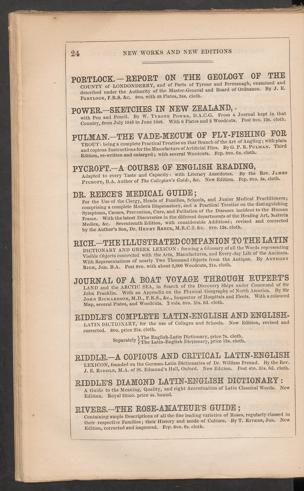 24 NEW WORKS AND NEW EDITIONS
PORTLOCK.—REPORT ON THE GEOLOGY OF THE
COUNTY of LONDONDERRY, and of Parts of Tyrone and Fermanagh, examined and
described under the Authority of the Master-General and Board of Ordnance. By J. E.
PORTLOCK, F.R.S. &c. 8vo. with 48 Plates, 24s. cloth.
POWER.—SKETCHES IN NEW ZEALAND,
with Pen and Pencil. By W. TYRONE POWER, D.A.C.G. From a Journal kept in that
Country, from July 1846 to June 1848. With 8 Plates and 2 Woodcuts. Post 8vo. 12s. cloth.
PULMAN.—THE VADE-MECUM OF FLY-FISHING FOR
TROUT: being a complete Practical Treatise on that Branch of the Art of Angling; with plain
and copious Instructions for the Manufacture of Artificial Flies. By G. P. R. PULMAN. Third
Edition, re-written and enlarged; with several Woodcuts. Fcp. 8vo. 6s. cloth.
PYCROFT.—A COURSE OF ENGLISH READING,
Adapted to every Taste and Capacity: with Literary Anecdotes. By the Rev. JAMES
PYCROFT, B.A. Author of The Collegian's Guide, &c. New Edition. Fcp. 8vo. 5s. cloth.
DR. REECE'S MEDICAL GUIDE;
For the Use of the Clergy, Heads of Families, Schools, and Junior Medical Practitioners;
comprising a complete Modern Dispensatory, and a Practical Treatise on the distinguishing
Symptoms, Causes, Prevention, Cure, and Palliation of the Diseases incident to the Human
Frame. With the latest Discoveries in the different departments of the Healing Art, Materia
Medica, &c. Seventeenth Edition, with considerable Additions; revised and corrected
by the Author's Son, Dr. HENRY REECE, M.R.C.S. &c. 8vo. 12s. cloth.
RICH.—THE ILLUSTRATED COMPANION TO THE LATIN
DICTIONARY AND GREEK LEXICON: forming a Glossary of all the Words representing
Visible Objects connected with the Arts, Manufactures, and Every-day Life of the Ancients.
With Representations of nearly Two Thousand Objects from the Antique. By ANTHONY
RICH, Jun. B.A. Post 8vo. with about 2,000 Woodcuts, 21s. cloth.
JOURNAL OF A BOAT VOYAGE THROUGH RUPERT'S
LAND and the ARCTIC SEA, in Search of the Discovery Ships under Command of Sir
John Franklin. With an Appendix on the Physical Geography of North America. By Sir
JOHN RICHARDSON, M.D., F.R.S., &c., Inspector of Hospitals and Fleets. With a coloured
Map, several Plates, and Woodcuts. 2 vols. 8vo. 31s. 6d. cloth.
RIDDLE'S COMPLETE LATIN-ENGLISH AND ENGLISH-
LATIN DICTIONARY, for the use of Colleges and Schools. New Edition, revised and
corrected. 8vo. price 21s. cloth.
Separately { The English-Latin Dictionary, price 7s. cloth.
{ The Latin-English Dictionary, price 15s. cloth.
RIDDLE.—A COPIOUS AND CRITICAL LATIN-ENGLISH
LEXICON, founded on the German-Latin Dictionaries of Dr. William Freund. By the Rev.
J. E. RIDDLE, M.A. of St. Edmund's Hall, Oxford. New Edition. Post 4to. 31s. 6d. cloth.
RIDDLE'S DIAMOND LATIN-ENGLISH DICTIONARY:
A Guide to the Meaning, Quality, and right Accentuation of Latin Classical Words. New
Edition. Royal 32mo. price 4s. bound.
RIVERS.—THE ROSE-AMATEUR'S GUIDE;
Containing ample Descriptions of all the fine leading varieties of Roses, regularly classed in
their respective Families; their History and mode of Culture. By T. RIVERS, Jun. New
Edition, corrected and improved. Fcp. 8vo. 6s. cloth.